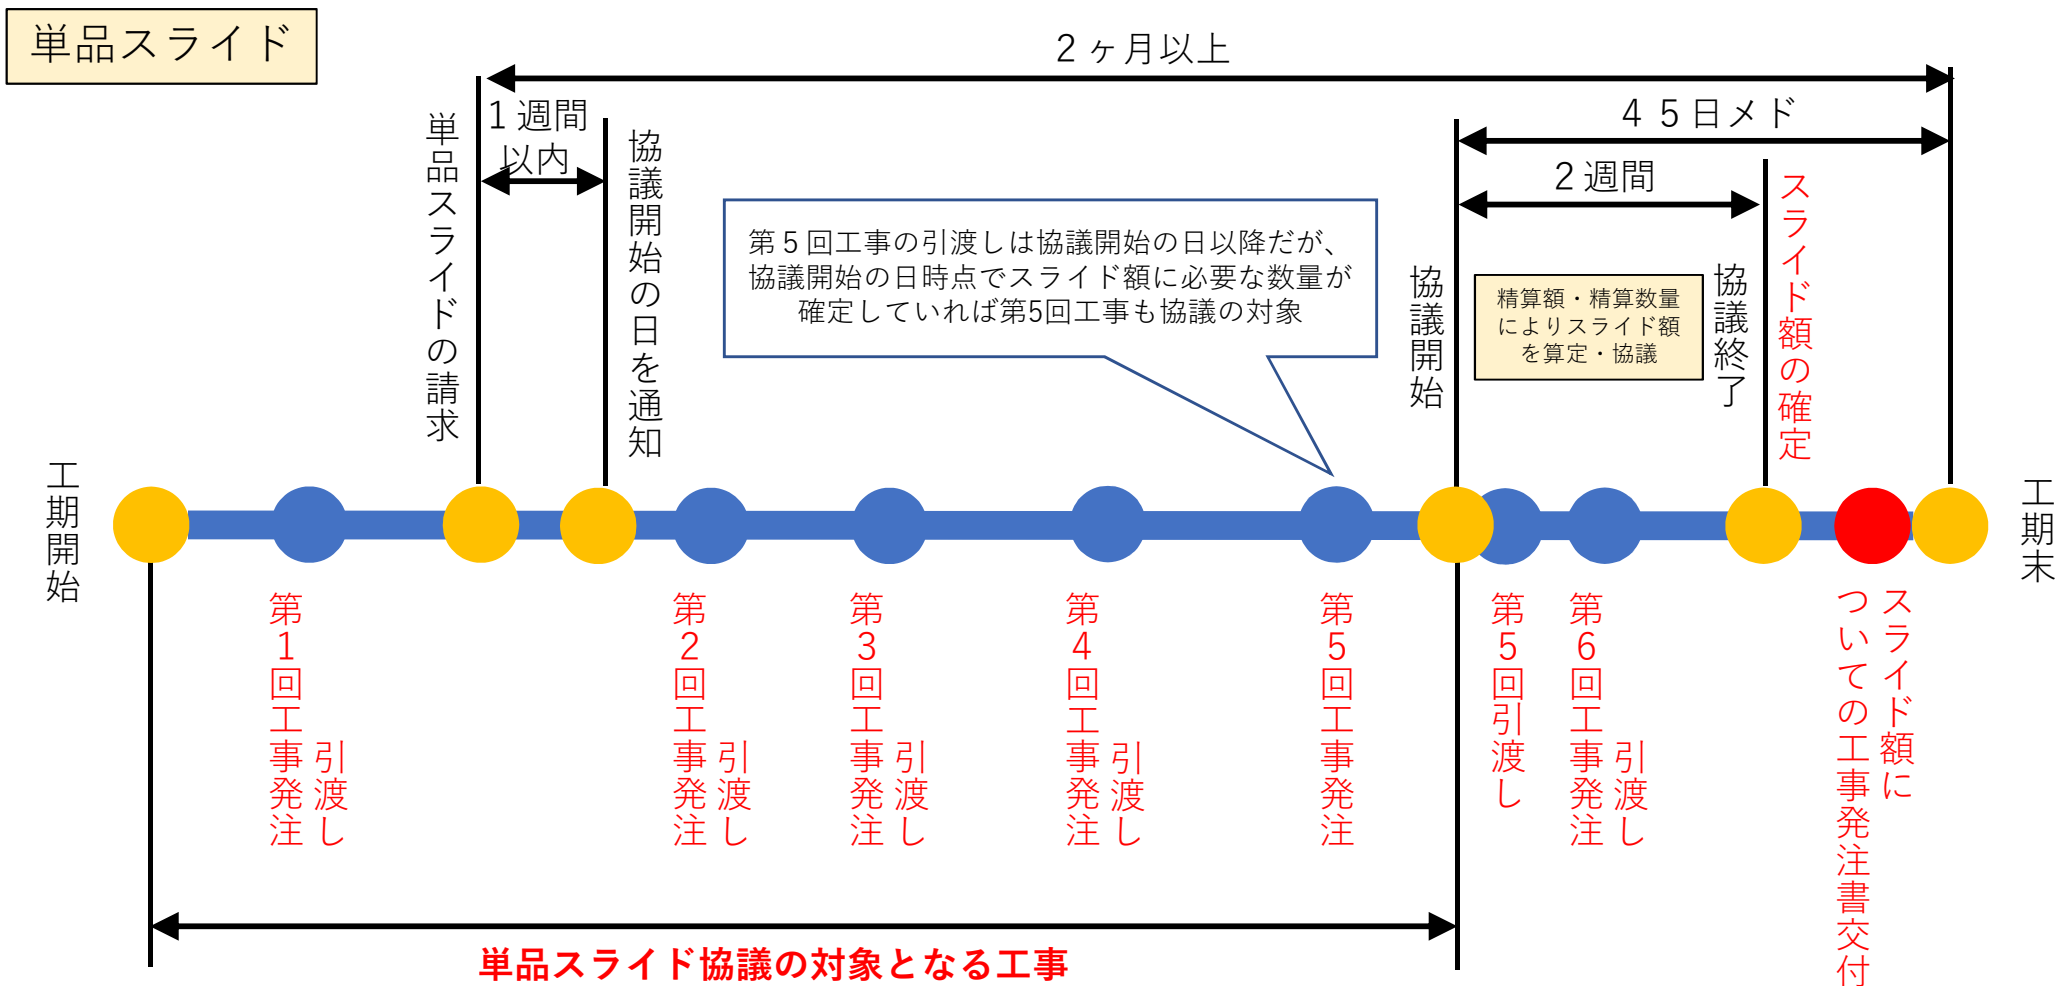 単品スライド
２ヶ月以上
１週間
以内
４５日メド
２週間
単品スライドの請求
協議開始の日を通知
第５回工事の引渡しは協議開始の日以降だが、
協議開始の日時点でスライド額に必要な数量が
確定していれば第5回工事も協議の対象
協議開始
精算額・精算数量
によりスライド額
を算定・協議
協議終了
スライド額の確定
工期開始
工期末
第１回工事発注
引渡し
第２回工事発注
引渡し
第３回工事発注
引渡し
第４回工事発注
引渡し
第５回工事発注
第５回引渡し
第６回工事発注
引渡し
スライド額に
ついての工事発注書交付
単品スライド協議の対象となる工事